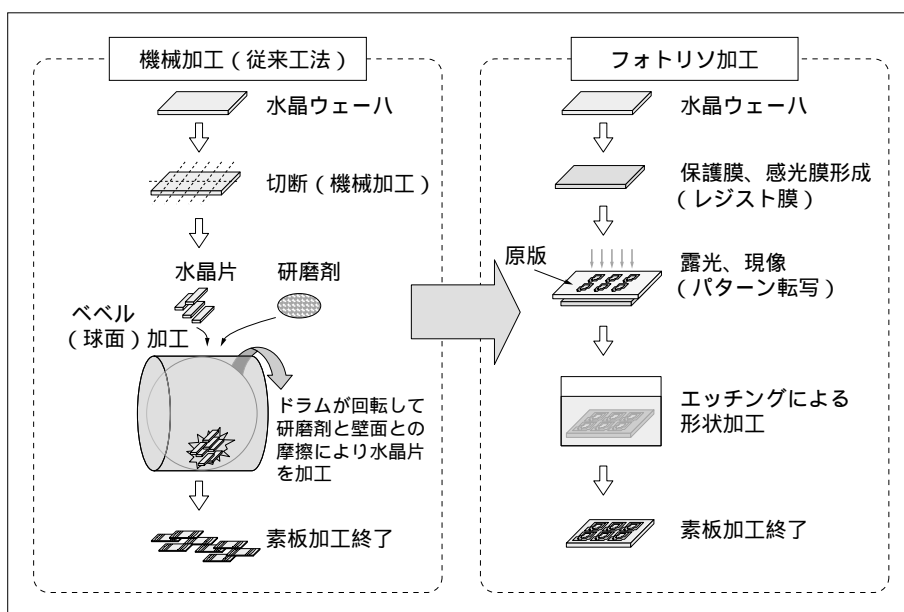 機械加工（従来工法）
水晶ウェーハ
切断（機械加工）
水晶片
研磨剤
ベベル
（球面）加工
ドラムが回転して
研磨剤と壁面との
摩擦により水晶片
を加工
素板加工終了
フォトリソ加工
水晶ウェーハ
保護膜、感光膜形成
（レジスト膜）
原版
露光、現像
（パターン転写）
エッチングによる
形状加工
素板加工終了